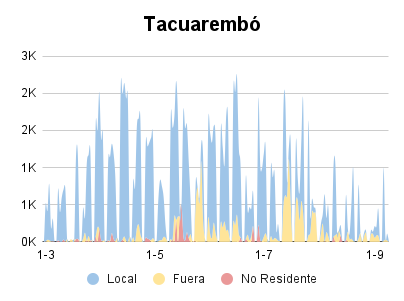 Tacuarembó
3K
2K
2K
1K
1K
0K
1-3 1-5 1-7 1-9
Local Fuera No Residente